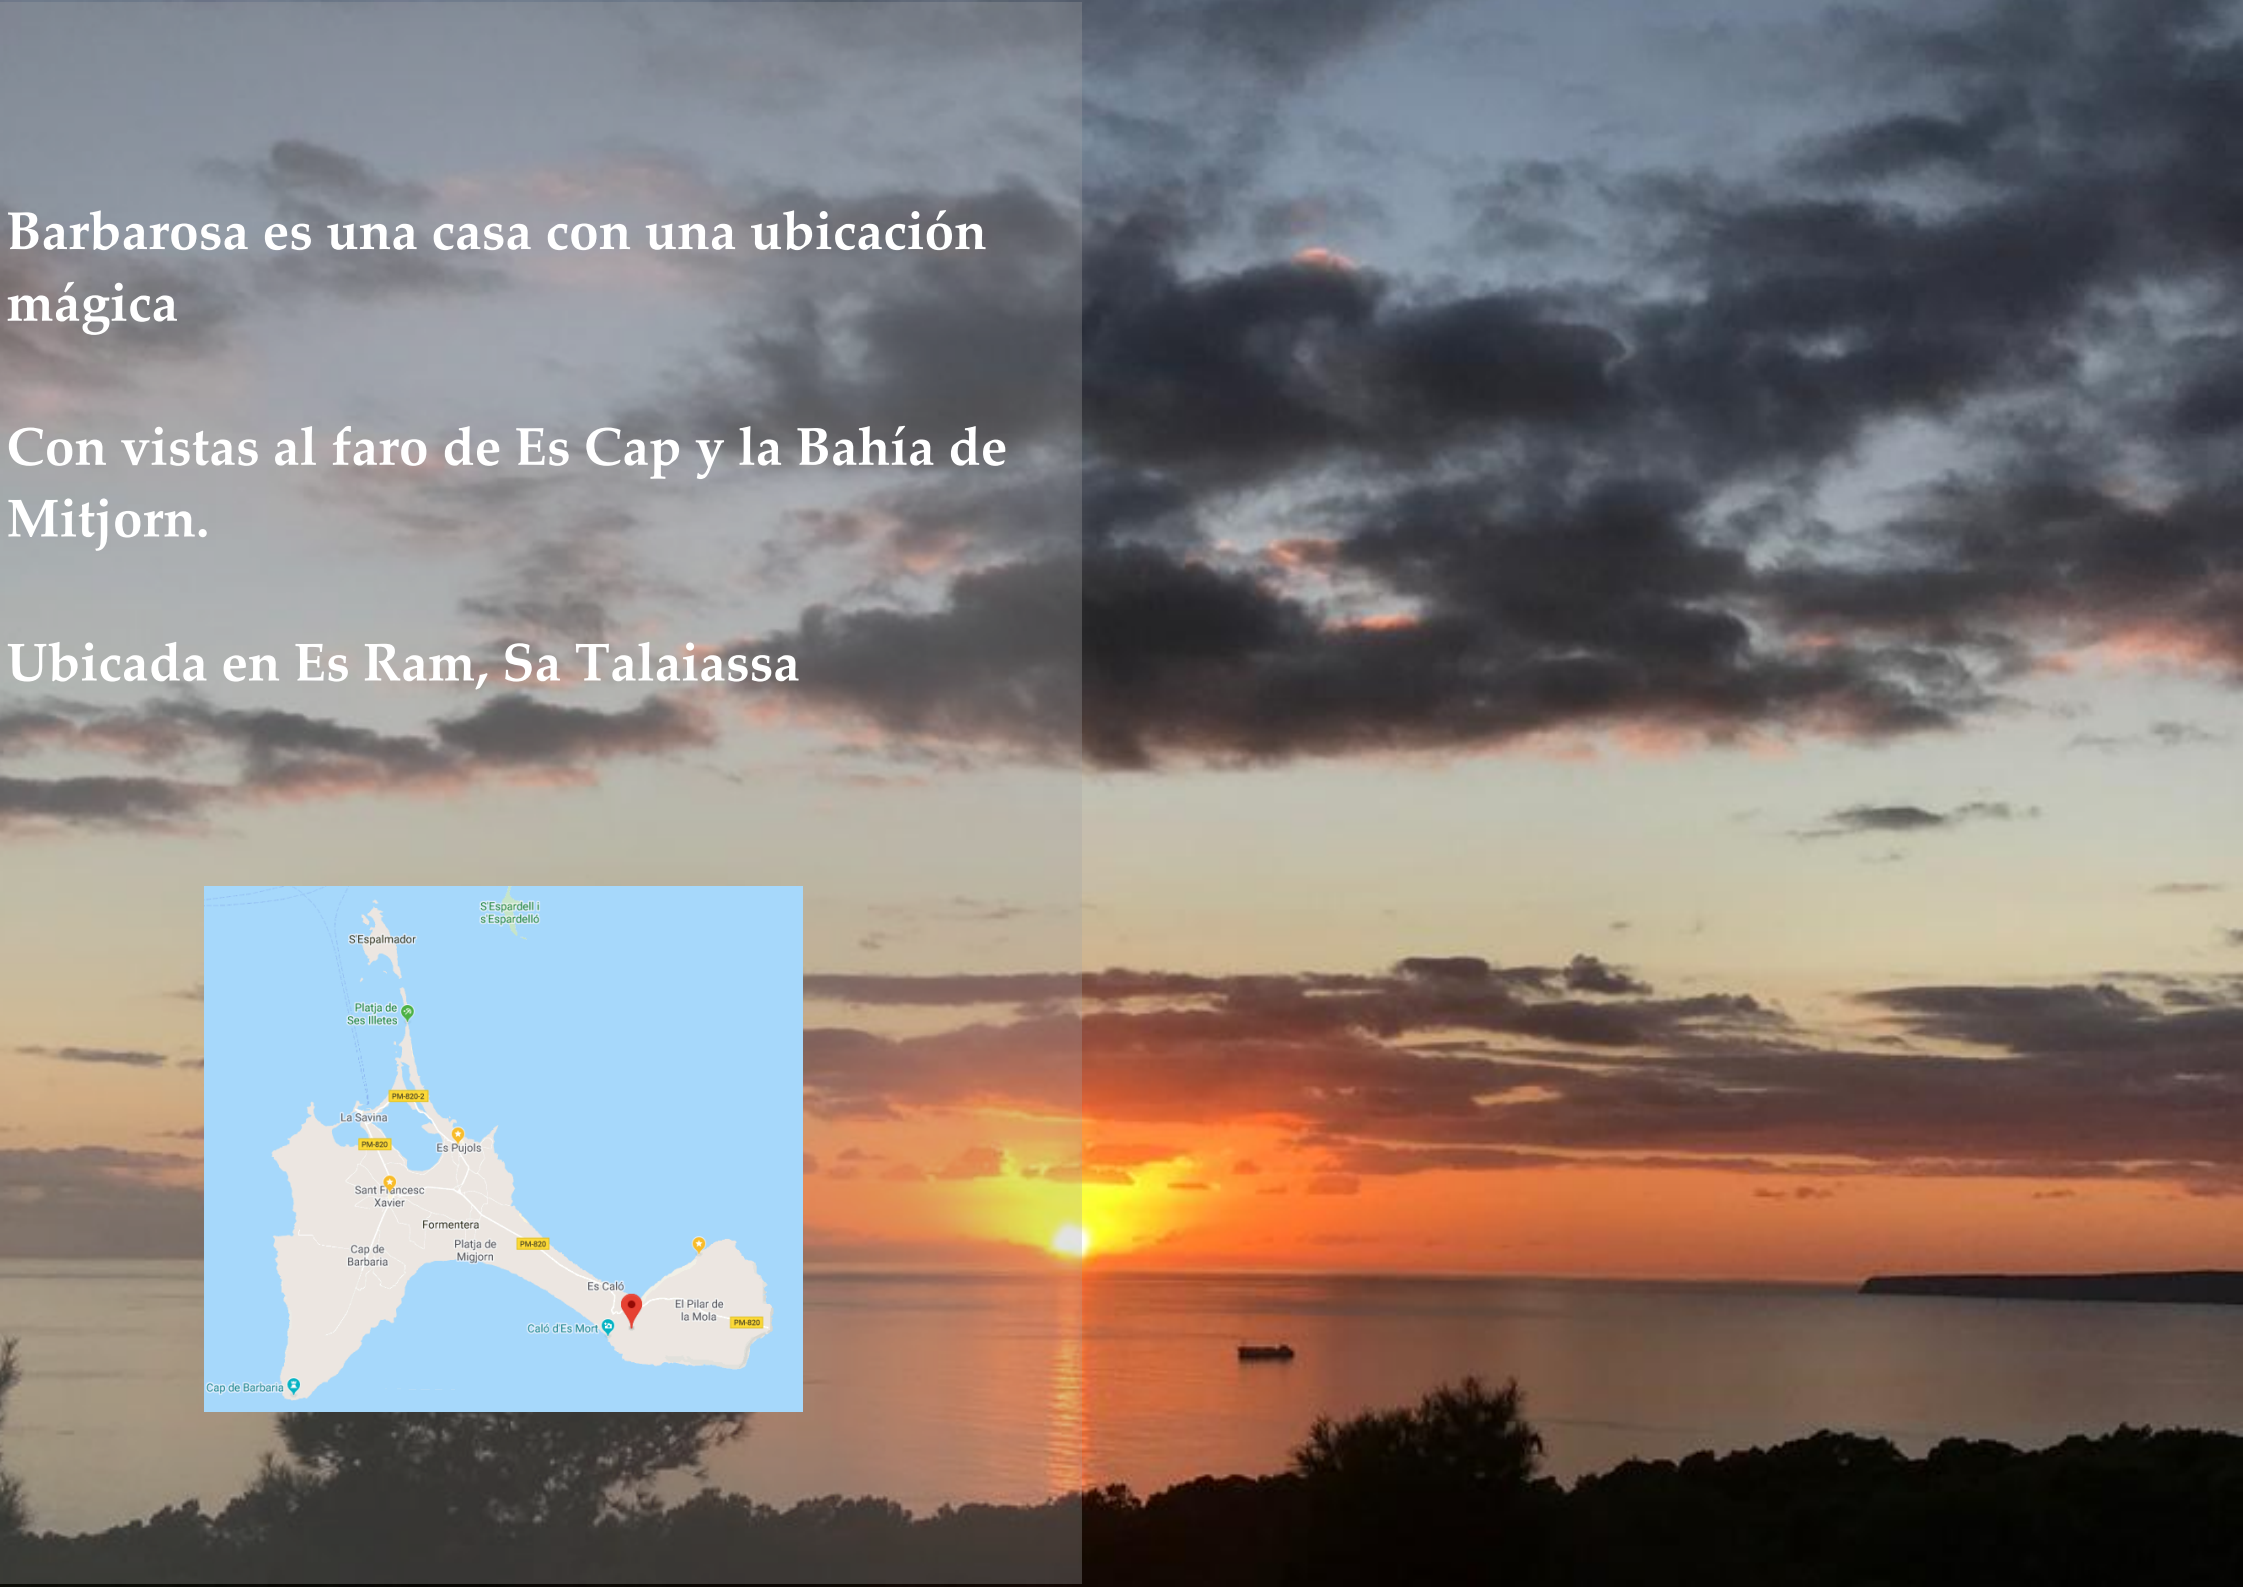 Barbarosa es una casa con una ubicación
mágica
Con vistas al faro de Es Cap y la Bahía de
Mitjorn.
Ubicada en Es Ram, Sa Talaiassa
S'Espardell i
s'Espardelló
S'Espalmador
Platja de
Ses Illetes
PM-820-2
La Savina
PM-820
Es Pujols
Sant Francesc
Xavier
Formentera
Platja de
Migjorn
PM-820
Cap de
Barbaria
Es Caló
El Pilar de
la Mola
PM-820
Caló d'Es Mort
Cap de Barbaria